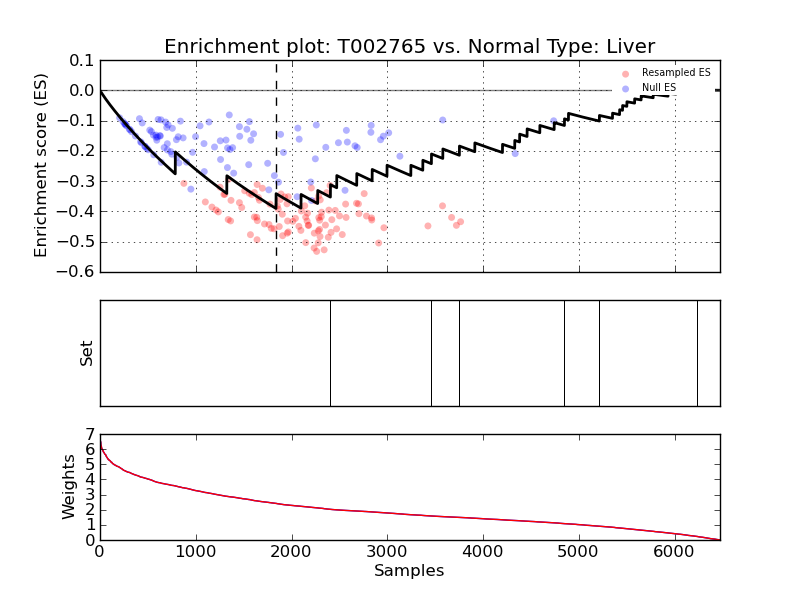 Enrichment plot: T002765 vs. Normal Type: Liver
Enrichment score (ES)
0.1
0.0
−0.1
−0.2
−0.3
−0.4
−0.5
−0.6
Resampled ES
Null ES
Set
Weights
7
6
5
4
3
2
1
0
0 1000 2000 3000 4000 5000 6000
Samples